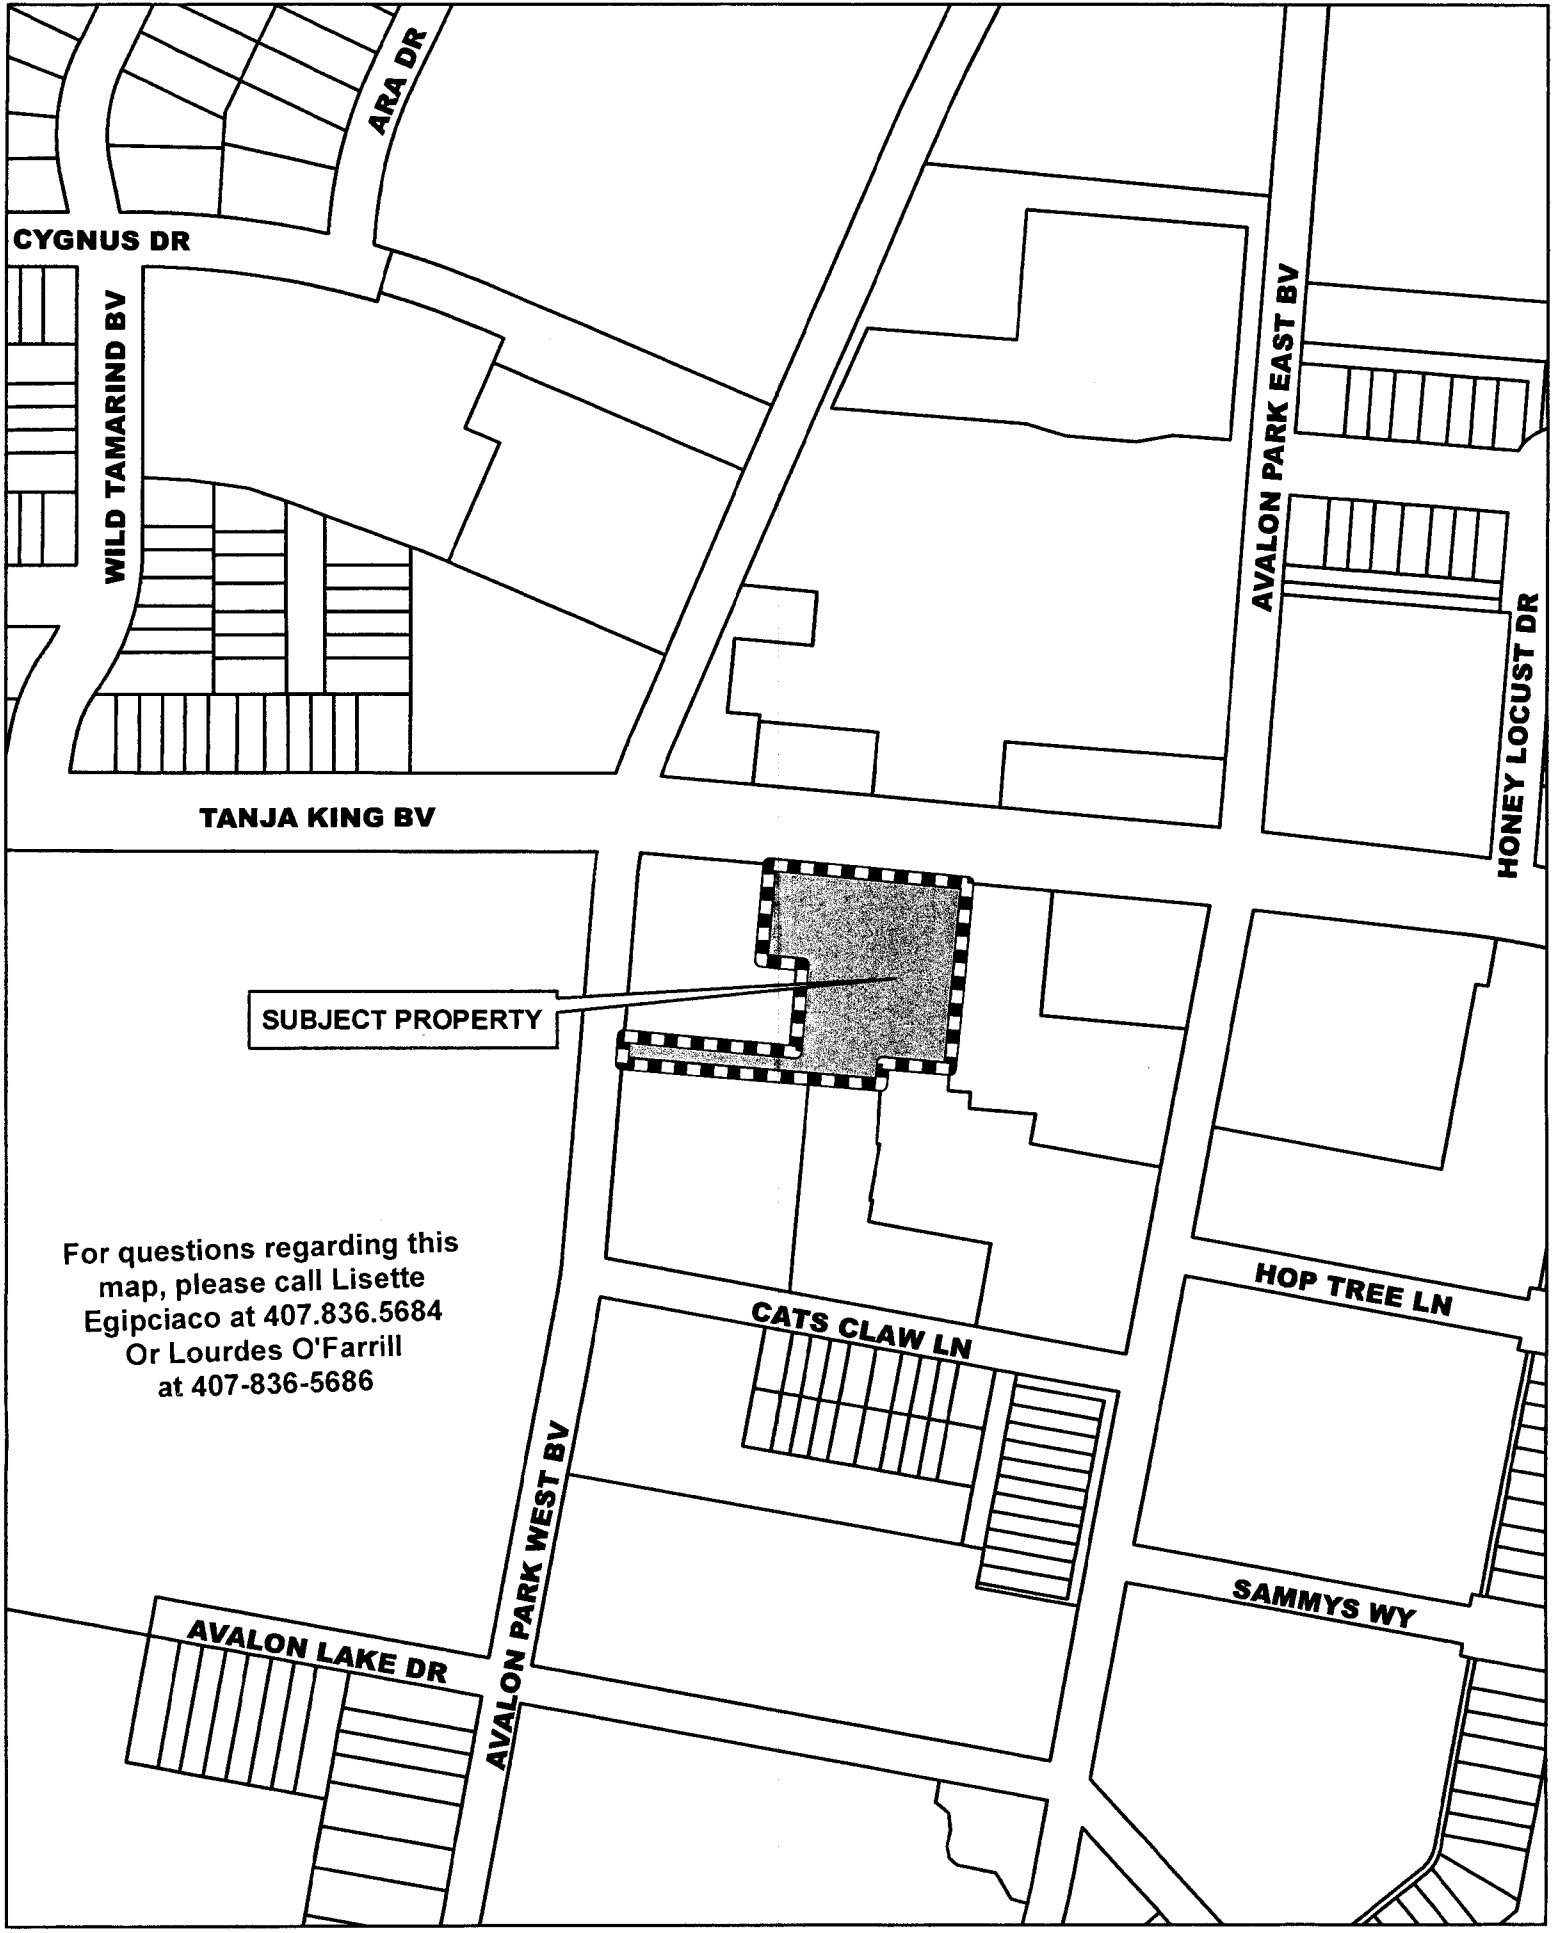 ARA DR
CYGNUS DR
WILD TAMARIND BV
AVALON PARK EAST BV
HONEY LOCUST DR
TANJA KING BV
SUBJECT PROPERTY
For questions regarding this
map, please call Lisette
Egipciaco at 407.836.5684
Or Lourdes O'Farrill
at 407-836-5686
HOP TREE LN
CATS CLAW LN
AVALON PARK WEST BV
SAMMYS WY
AVALON LAKE DR